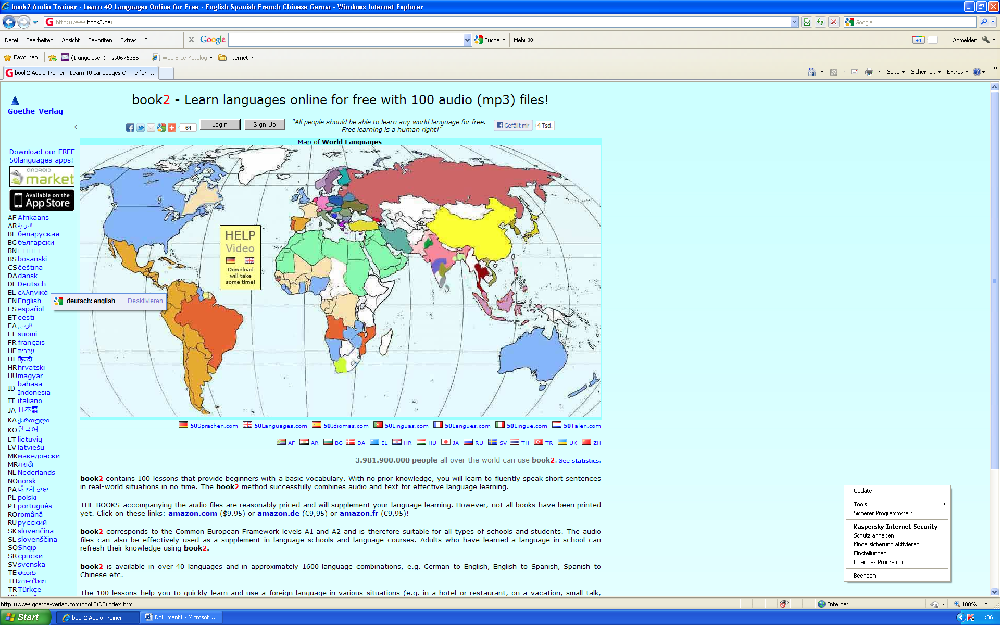 book2 Audio Trainer - Learn 40 Languages Online for Free - English Spanish French Chinese Germa - Windows Internet Explorer
http://www.book2.de/
Google
Datei Bearbeiten Ansicht Favoriten Extras ?
x Google Suche Mehr »
+1 Anmelden
Favoriten (1 ungelesen) – ss0676385... Web Slice-Katalog internet
book2 Audio Trainer - Learn 40 Languages Online for ...
Seite Sicherheit Extras »
Goethe-Verlag
book2 - Learn languages online for free with 100 audio (mp3) files!
61 Login Sign Up
"All people should be able to learn any world language for free.
Free learning is a human right!"
Gefällt mir 4 Tsd.
Map of World Languages
Download our FREE
50languages apps!
ANDROID
market
Available on the
App Store
AF Afrikaans
AR العربية
BE беларуская
BG български
BN
BS bosanski
CS čeština
DA dansk
DE Deutsch
EL ελληνικά
EN English
ES español
ET eesti
FA فارسی
FI suomi
FR français
HE עברית
HI हिन्दी
HR hrvatski
HU magyar
ID bahasa
Indonesia
IT italiano
JA 日本語
KA ქართული
KO 한국어
LT lietuvių
LV latviešu
MK македонски
MR मराठी
NL Nederlands
NO norsk
PA ਪੰਜਾਬੀ ਭਾਸ਼ਾ
PL polski
PT português
RO română
RU русский
SK slovenčina
SL slovenščina
SQ Shqip
SR српски
SV svenska
TE తెలుగు
TH ภาษาไทย
TR Türkçe
deutsch: english Deaktivieren
HELP
Video
Download
will take
some time!
50Sprachen.com 50Languages.com 50Idiomas.com 50Linguas.com 50Langues.com 50Lingue.com 50Talen.com
AF AR BG DA EL HR HU JA RU SV TH TR UK ZH
3.981.900.000 people all over the world can use book2. See statistics.
book2 contains 100 lessons that provide beginners with a basic vocabulary. With no prior knowledge, you will learn to fluently speak short sentences
in real-world situations in no time. The book2 method successfully combines audio and text for effective language learning.
THE BOOKS accompanying the audio files are reasonably priced and will supplement your language learning. However, not all books have been printed
yet. Click on these links: amazon.com ($9.95) or amazon.de (€9,95) or amazon.fr (€9,95)!
book2 corresponds to the Common European Framework levels A1 and A2 and is therefore suitable for all types of schools and students. The audio
files can also be effectively used as a supplement in language schools and language courses. Adults who have learned a language in school can
refresh their knowledge using book2.
book2 is available in over 40 languages and in approximately 1600 language combinations, e.g. German to English, English to Spanish, Spanish to
Chinese etc.
The 100 lessons help you to quickly learn and use a foreign language in various situations (e.g. in a hotel or restaurant, on a vacation, small talk,
Update
Tools
Sicherer Programmstart
Kaspersky Internet Security
Schutz anhalten...
Kindersicherung aktivieren
Einstellungen
Über das Programm
Beenden
http://www.goethe-verlag.com/book2/DE/index.htm
Internet 100%
Start book2 Audio Trainer -... Dokument1 - Microsof... 11:06